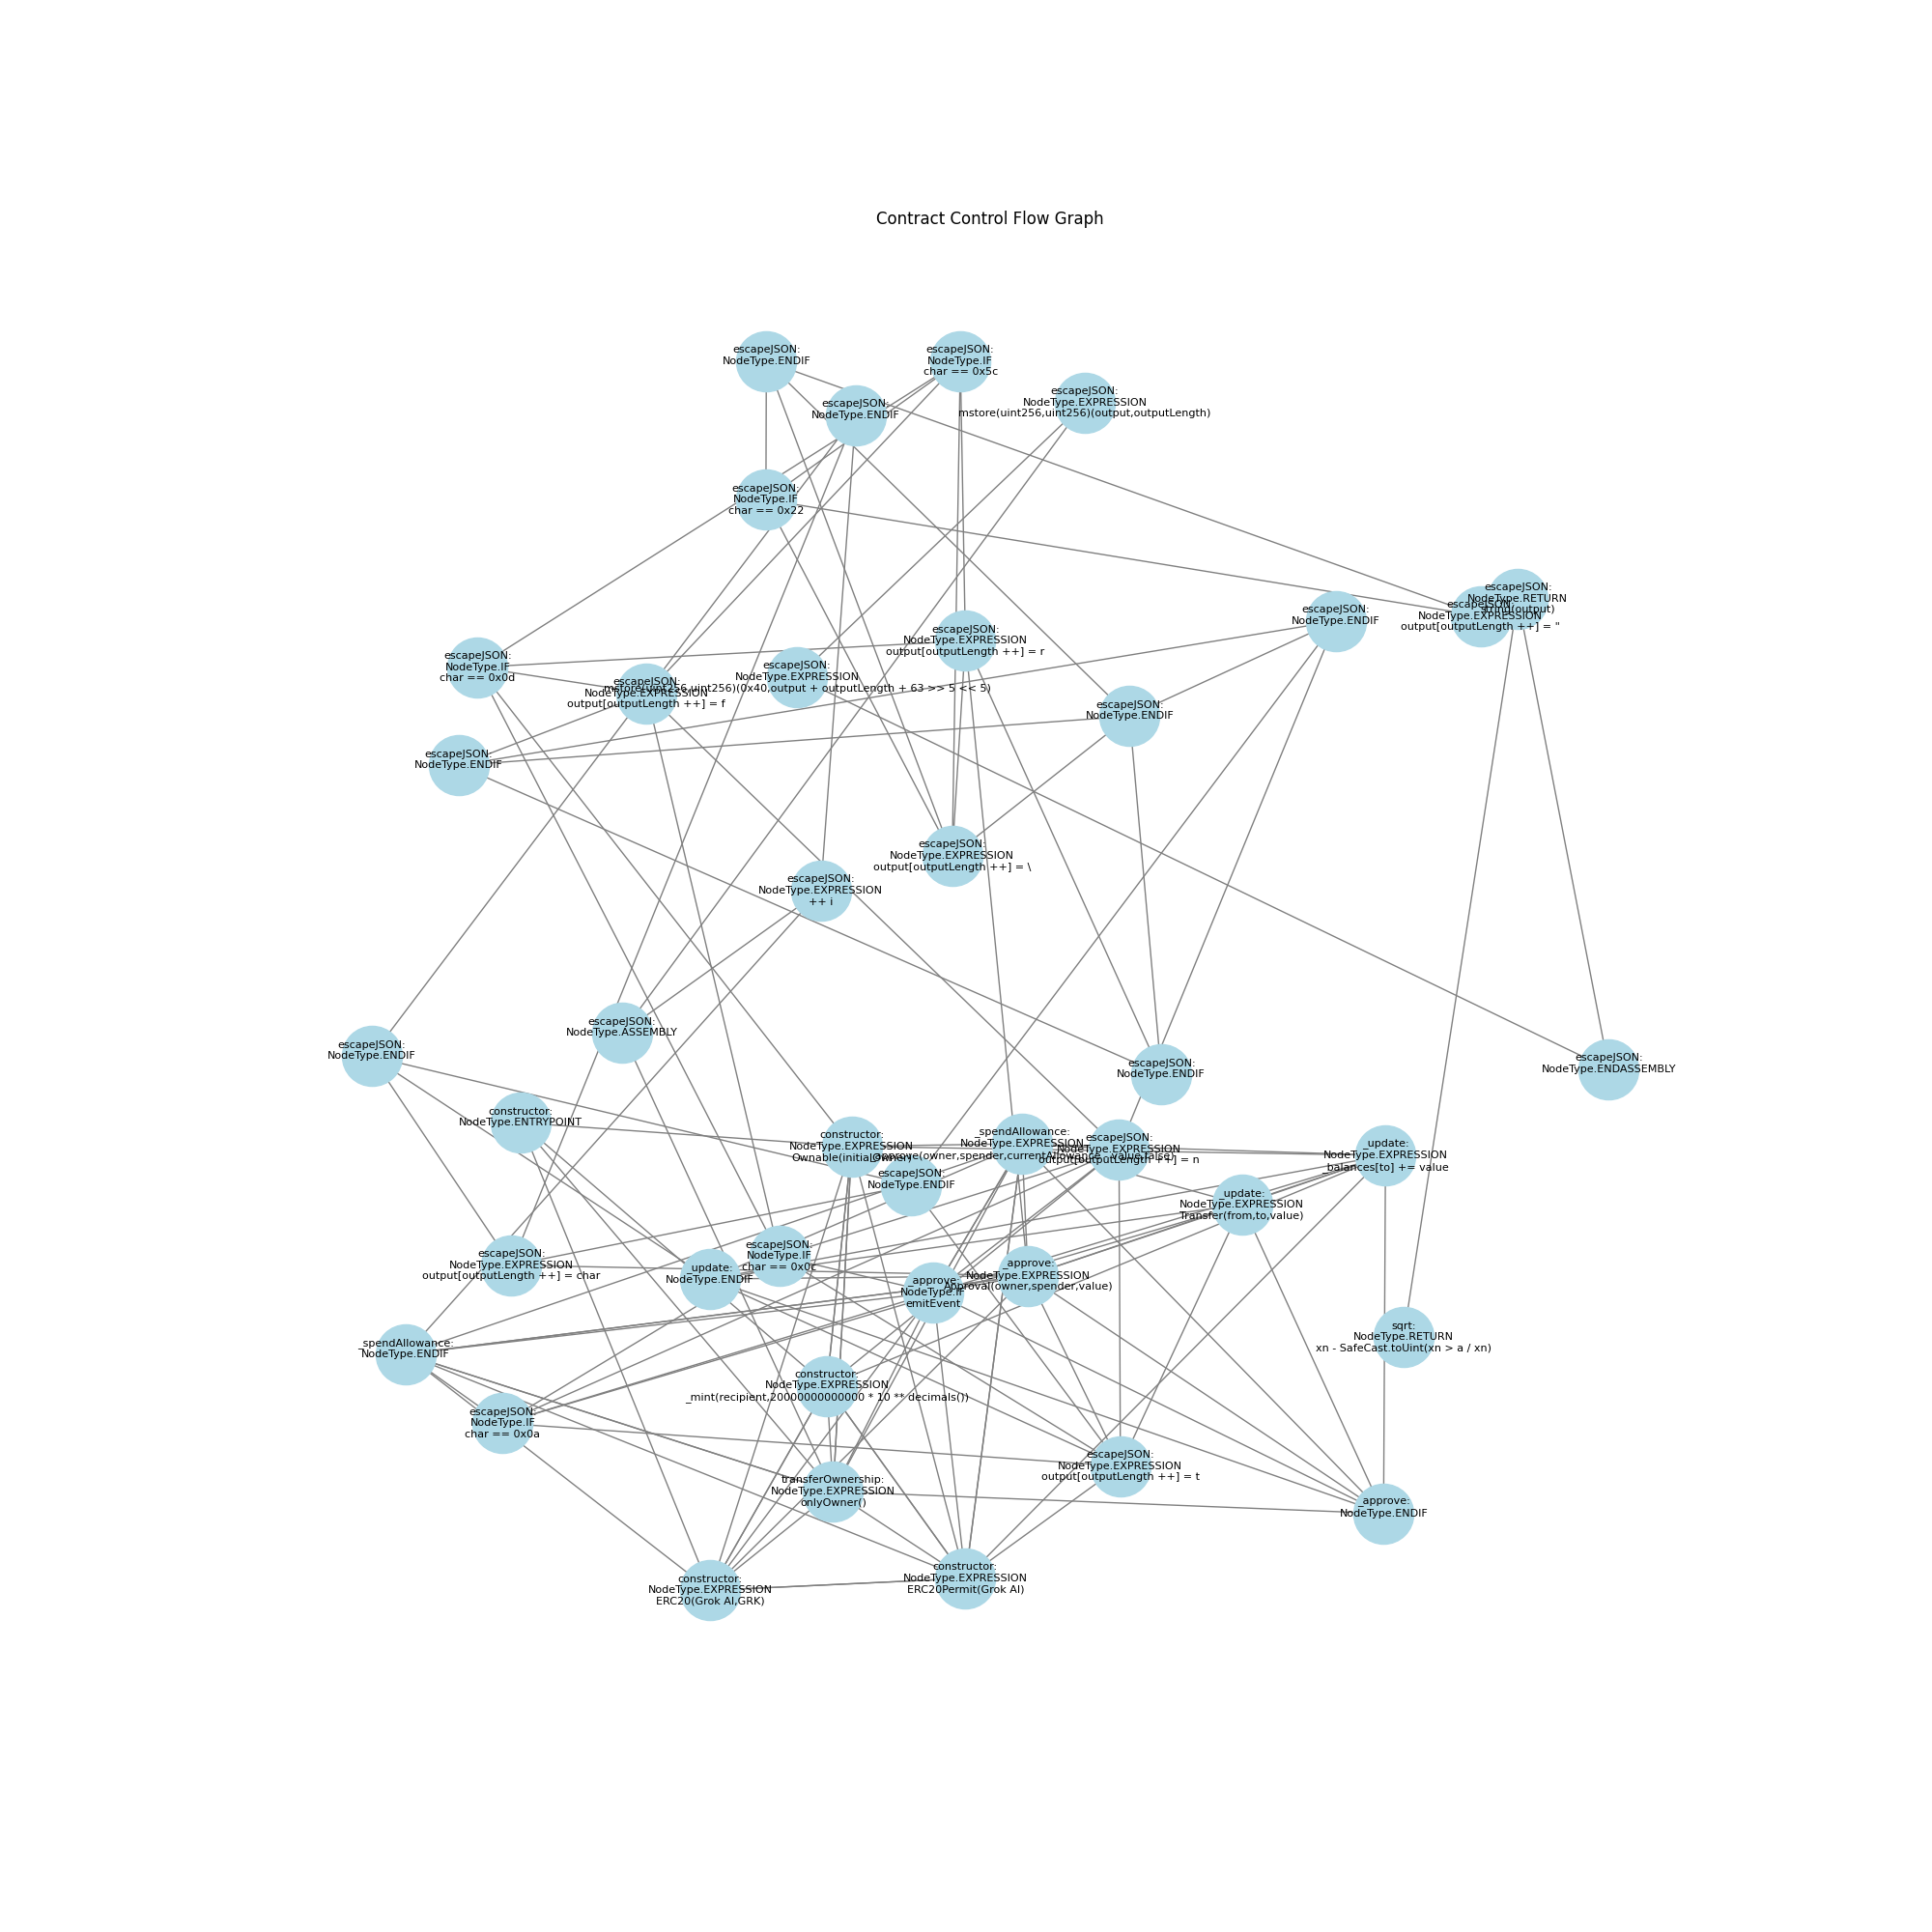 Contract Control Flow Graph
escapeJSON:
NodeType.ENDIF
escapeJSON:
NodeType.IF
char == 0x5c
escapeJSON:
NodeType.EXPRESSION
mstore(uint256,uint256)(output,outputLength)
escapeJSON:
NodeType.ENDIF
escapeJSON:
NodeType.IF
char == 0x22
escapeJSON:
NodeType.RETURN
string(output)
escapeJSON:
NodeType.EXPRESSION
output[outputLength ++] = "
escapeJSON:
NodeType.ENDIF
escapeJSON:
NodeType.EXPRESSION
output[outputLength ++] = r
escapeJSON:
NodeType.IF
char == 0x0d
escapeJSON:
NodeType.EXPRESSION
mstore(uint256,uint256)(0x40,output + outputLength + 63 >> 5 << 5)
escapeJSON:
NodeType.EXPRESSION
output[outputLength ++] = f
escapeJSON:
NodeType.ENDIF
escapeJSON:
NodeType.ENDIF
escapeJSON:
NodeType.EXPRESSION
output[outputLength ++] = \
escapeJSON:
NodeType.EXPRESSION
++ i
escapeJSON:
NodeType.ASSEMBLY
escapeJSON:
NodeType.ENDIF
escapeJSON:
NodeType.ENDIF
escapeJSON:
NodeType.ENDASSEMBLY
constructor:
NodeType.ENTRYPOINT
constructor:
NodeType.EXPRESSION
Ownable(initialOwner)
_spendAllowance:
NodeType.EXPRESSION
_approve(owner,spender,currentAllowance - value,false)
escapeJSON:
NodeType.EXPRESSION
output[outputLength ++] = n
_update:
NodeType.EXPRESSION
_balances[to] += value
escapeJSON:
NodeType.ENDIF
_update:
NodeType.EXPRESSION
Transfer(from,to,value)
escapeJSON:
NodeType.EXPRESSION
output[outputLength ++] = char
escapeJSON:
NodeType.IF
char == 0x0c
_update:
NodeType.ENDIF
_approve:
NodeType.EXPRESSION
Approval(owner,spender,value)
_approve:
NodeType.IF
emitEvent
sqrt:
NodeType.RETURN
xn - SafeCast.toUint(xn > a / xn)
_spendAllowance:
NodeType.ENDIF
constructor:
NodeType.EXPRESSION
_mint(recipient,20000000000000 * 10 ** decimals())
escapeJSON:
NodeType.IF
char == 0x0a
escapeJSON:
NodeType.EXPRESSION
output[outputLength ++] = t
transferOwnership:
NodeType.EXPRESSION
onlyOwner()
_approve:
NodeType.ENDIF
constructor:
NodeType.EXPRESSION
ERC20Permit(Grok AI)
constructor:
NodeType.EXPRESSION
ERC20(Grok AI,GRK)